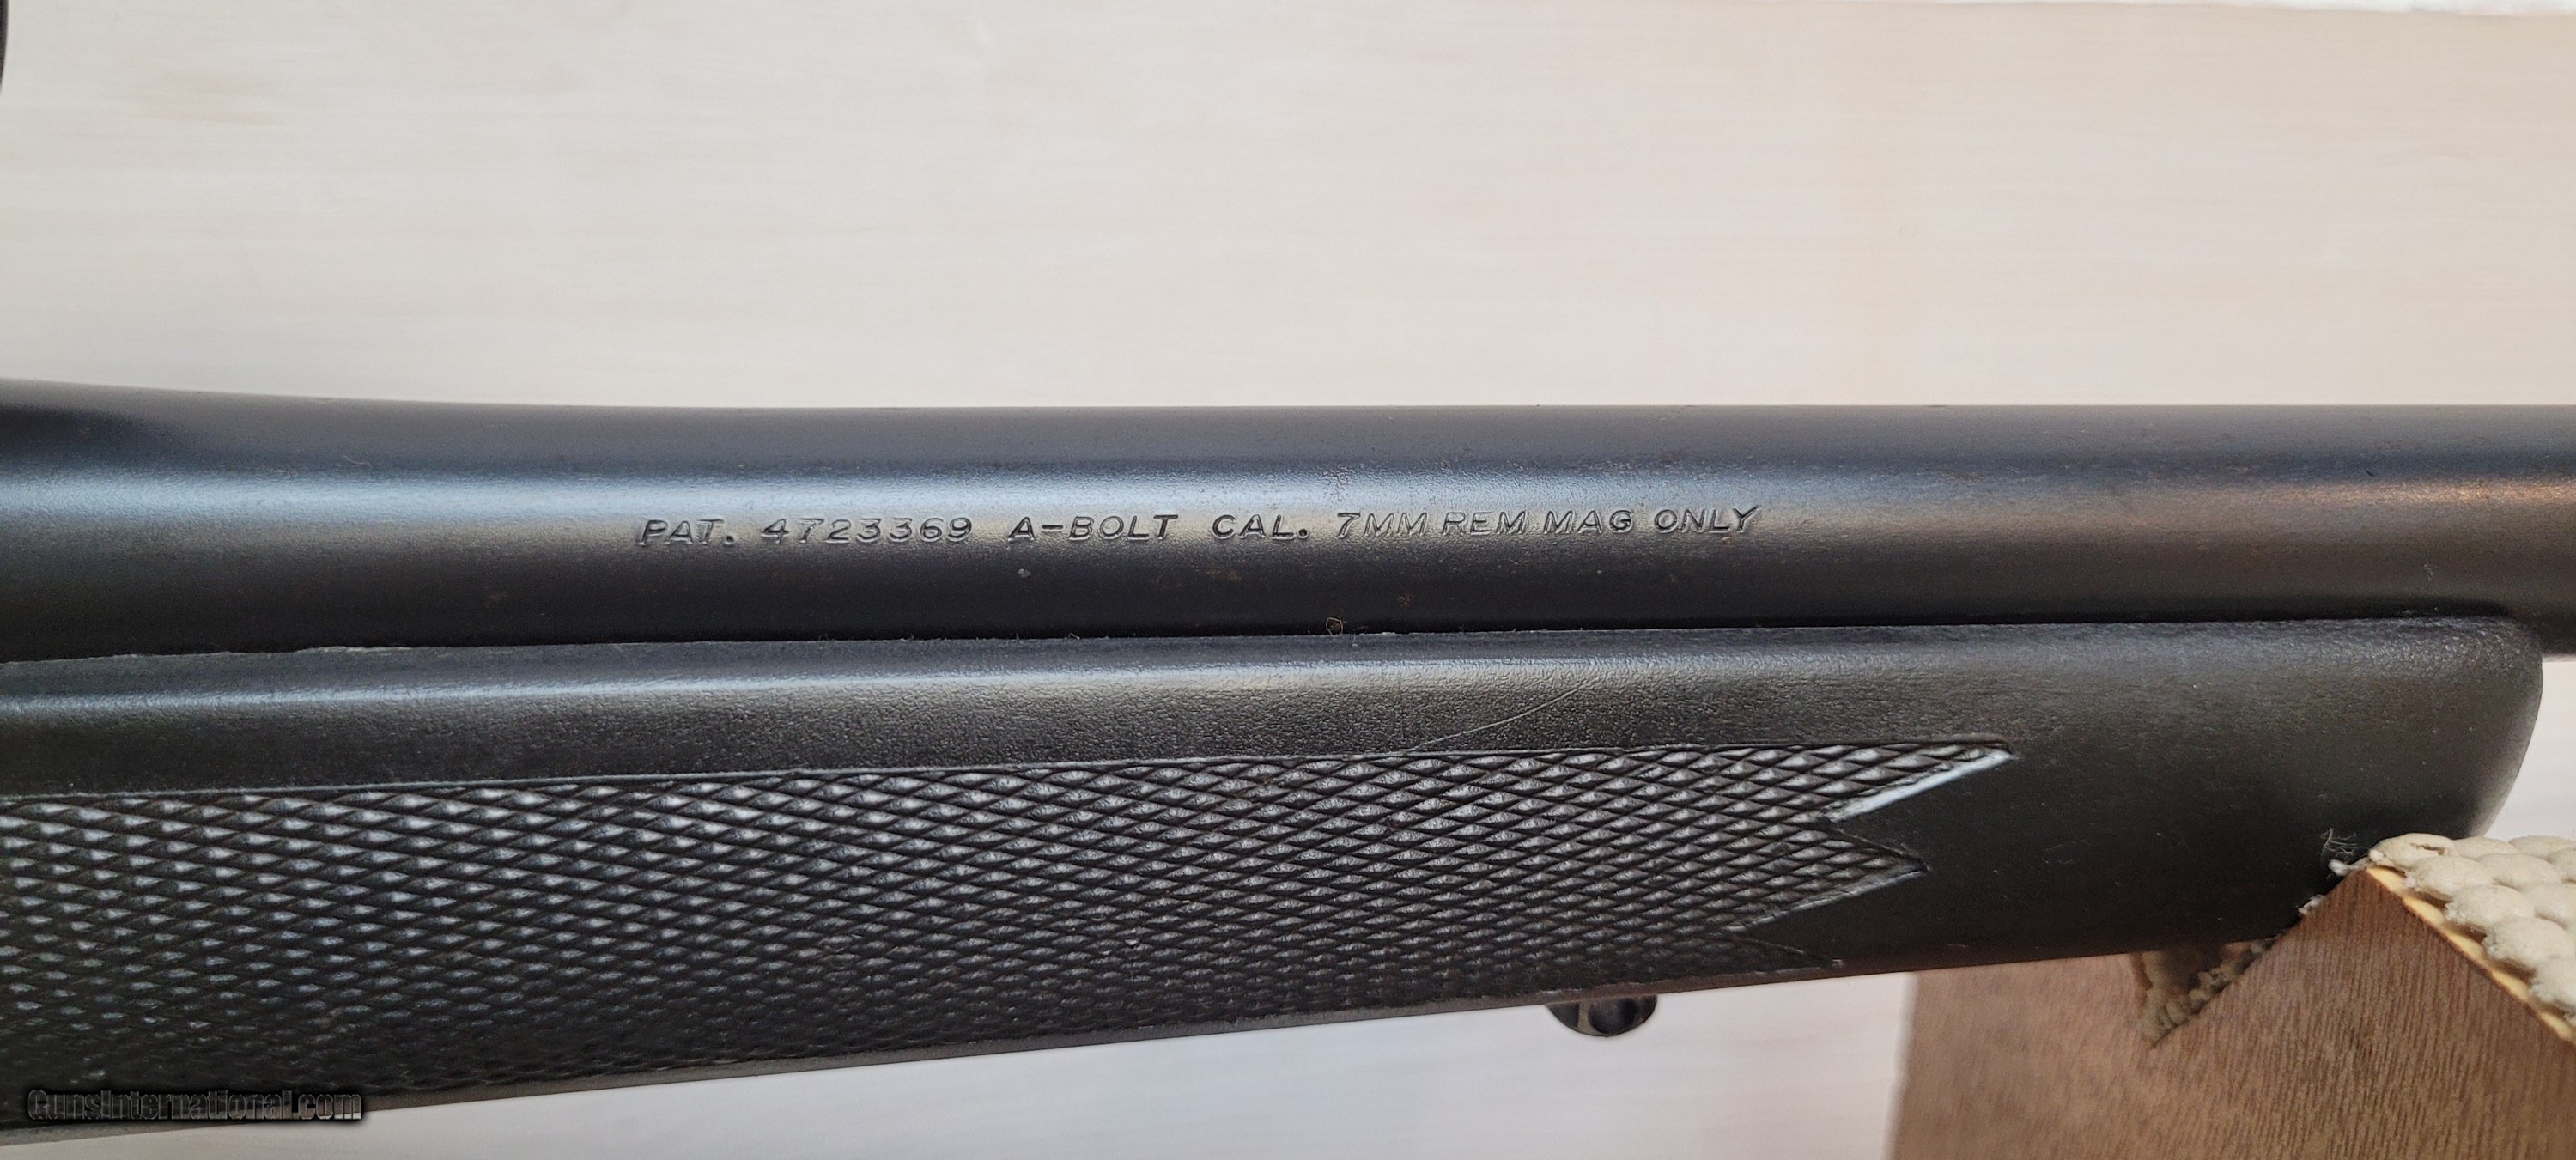 PAT. 4723369 A-BOLT CAL. 7MM REM MAG ONLY
GunsInternational.com